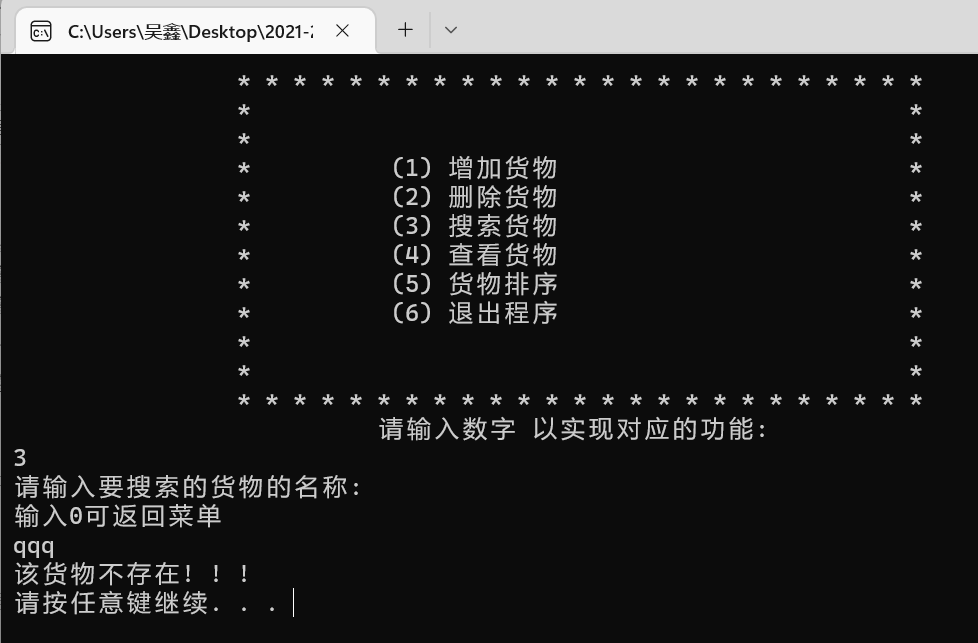 C:\Users\吴鑫\Desktop\2021-2
* * * * * * * * * * * * * * * * * * * * * * * * *
* *
* *
* (1) 增加货物 *
* (2) 删除货物 *
* (3) 搜索货物 *
* (4) 查看货物 *
* (5) 货物排序 *
* (6) 退出程序 *
* *
* *
* * * * * * * * * * * * * * * * * * * * * * * * *
请输入数字 以实现对应的功能:
3
请输入要搜索的货物的名称:
输入0可返回菜单
qqq
该货物不存在! ! !
请按任意键继续. . .